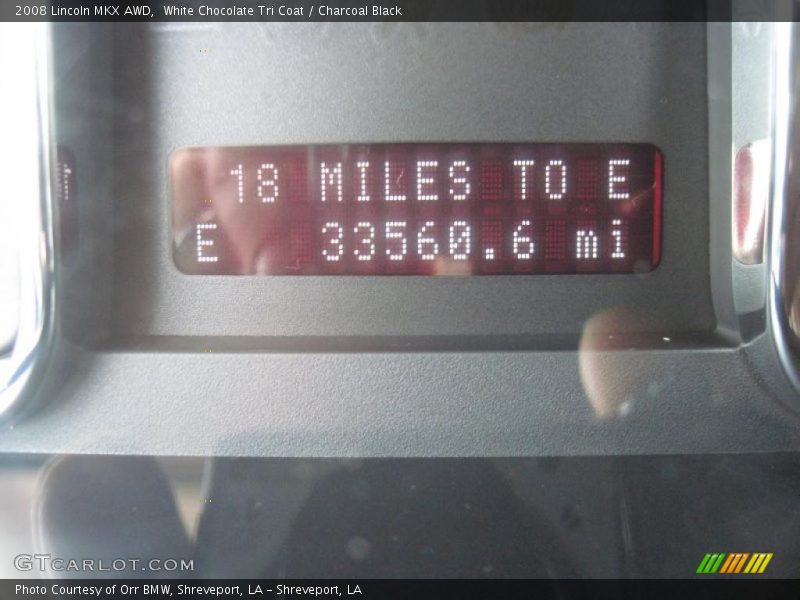 2008 Lincoln MKX AWD,  White Chocolate Tri Coat / Charcoal Black
18 MILES TO E
E 33560.6 mi
GTCARLOT.COM
Photo Courtesy of Orr BMW, Shreveport, LA – Shreveport, LA